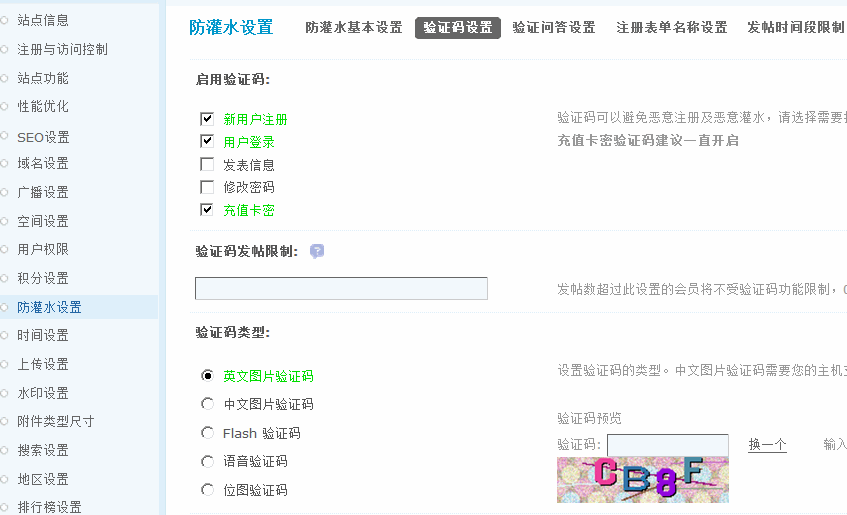 站点信息
注册与访问控制
站点功能
性能优化
SEO设置
域名设置
广播设置
空间设置
用户权限
积分设置
防灌水设置
时间设置
上传设置
水印设置
附件类型尺寸
搜索设置
地区设置
排行榜设置
防灌水设置 防灌水基本设置 验证码设置 验证问答设置 注册表单名称设置 发帖时间段限制
启用验证码:
新用户注册
用户登录
发表信息
修改密码
充值卡密
验证码可以避免恶意注册及恶意灌水，请选择需要
充值卡密验证码建议一直开启
验证码发帖限制:
发帖数超过此设置的会员将不受验证码功能限制，
验证码类型:
英文图片验证码
中文图片验证码
Flash 验证码
语音验证码
位图验证码
设置验证码的类型。中文图片验证码需要您的主机
验证码预览
验证码: 换一个 输入
CB8F